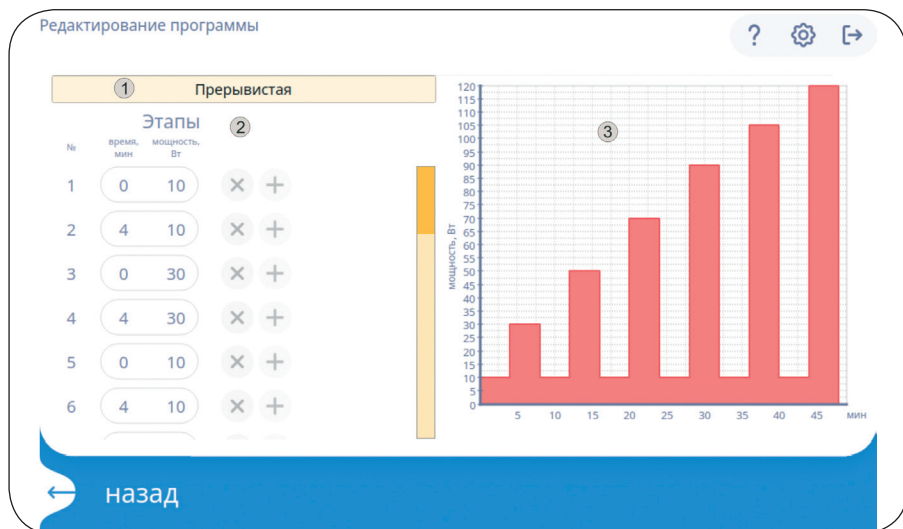 Редактирование программы
?
1 Прерывистая
Этапы 2
№ время, мин мощность, Вт
1 0 10 × +
2 4 10 × +
3 0 30 × +
4 4 30 × +
5 0 10 × +
6 4 10 × +
3
мощность, Вт
120
115
110
105
100
95
90
85
80
75
70
65
60
55
50
45
40
35
30
25
20
15
10
5
0
5 10 15 20 25 30 35 40 45 мин
← назад